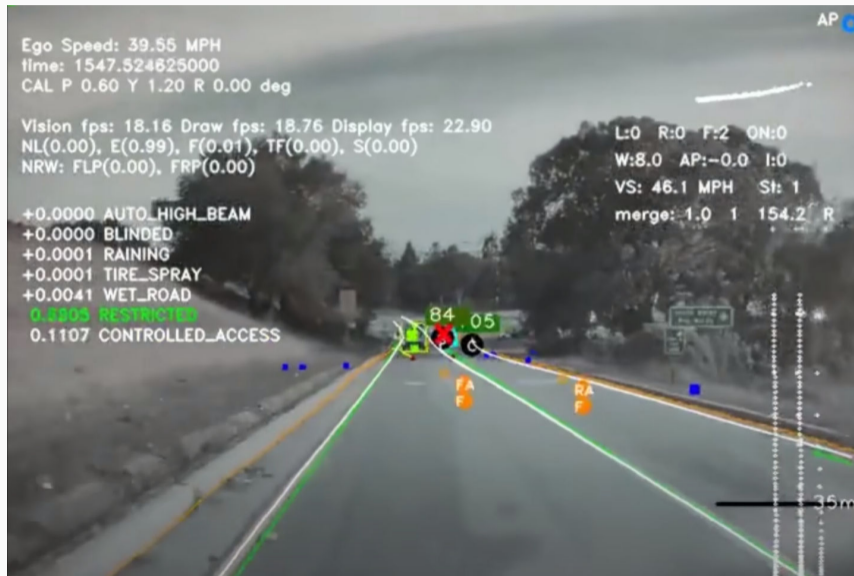 AP
Ego Speed: 39.55 MPH
time: 1547.524625000
CAL P 0.60 Y 1.20 R 0.00 deg
Vision fps: 18.16 Draw fps: 18.76 Display fps: 22.90
NL(0.00), E(0.99), F(0.01), TF(0.00), S(0.00)
NRW: FLP(0.00), FRP(0.00)
L:0 R:0 F:2 ON:0
W:8.0 AP:-0.0 I:0
VS: 46.1 MPH St: 1
merge: 1.0 1 154.2 R
+0.0000 AUTO_HIGH_BEAM
+0.0000 BLINDED
+0.0001 RAINING
+0.0001 TIRE_SPRAY
+0.0041 WET_ROAD
RESTRICTED
0.1107 CONTROLLED_ACCESS
84
.05
FA
F
RA
F
35m